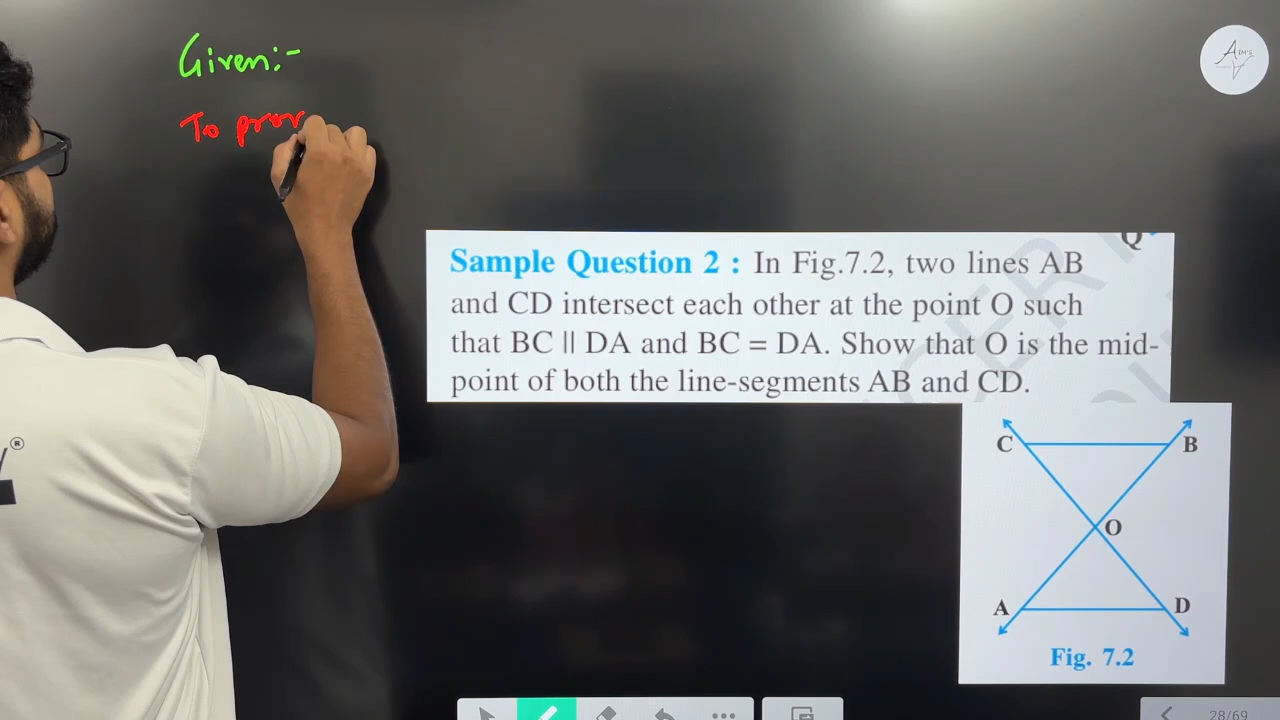 Given:-
To prov
AIM'S
Q
Sample Question 2 : In Fig.7.2, two lines AB
and CD intersect each other at the point O such
that BC || DA and BC = DA. Show that O is the mid-
point of both the line-segments AB and CD.
C
B
O
A
D
Fig. 7.2
®
28/69